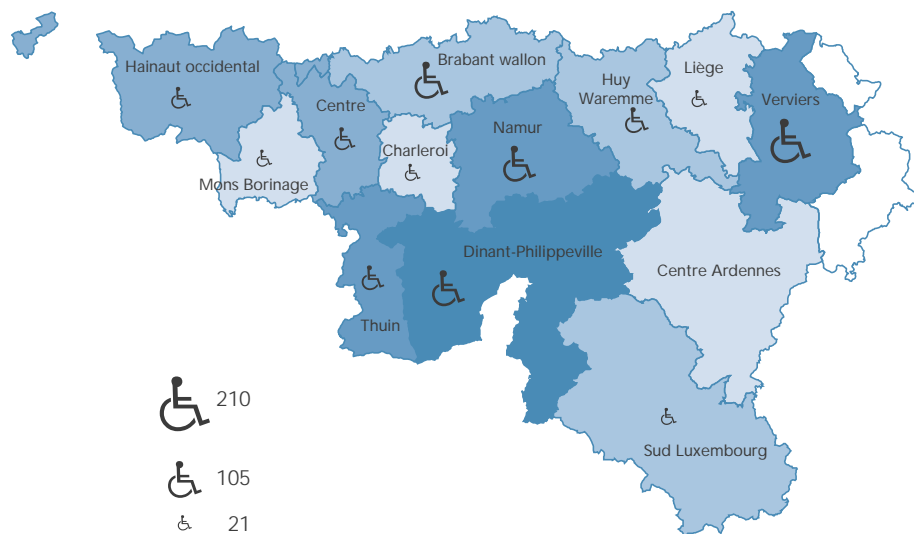 Hainaut occidental
Brabant wallon
Liège
Huy
Waremme
Verviers
Centre
Namur
Charleroi
Mons Borinage
Dinant-Philippeville
Centre Ardennes
Thuin
Sud Luxembourg
210
105
21